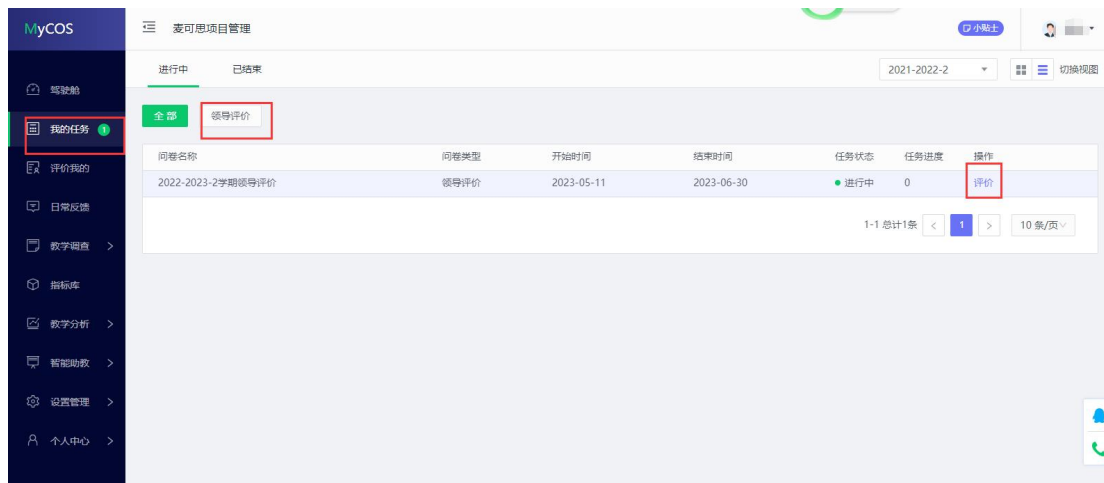 MyCOS
麦可思项目管理
小贴士
进行中 已结束
2021-2022-2 切换视图
驾驶舱
我的任务 1
评价我的
日常反馈
教学调查
指标库
教学分析
智能助教
设置管理
个人中心
全部 领导评价
问卷名称 问卷类型 开始时间 结束时间 任务状态 任务进度 操作
2022-2023-2学期领导评价 领导评价 2023-05-11 2023-06-30 进行中 0 评价
1-1 总计1条 < 1 > 10 条/页